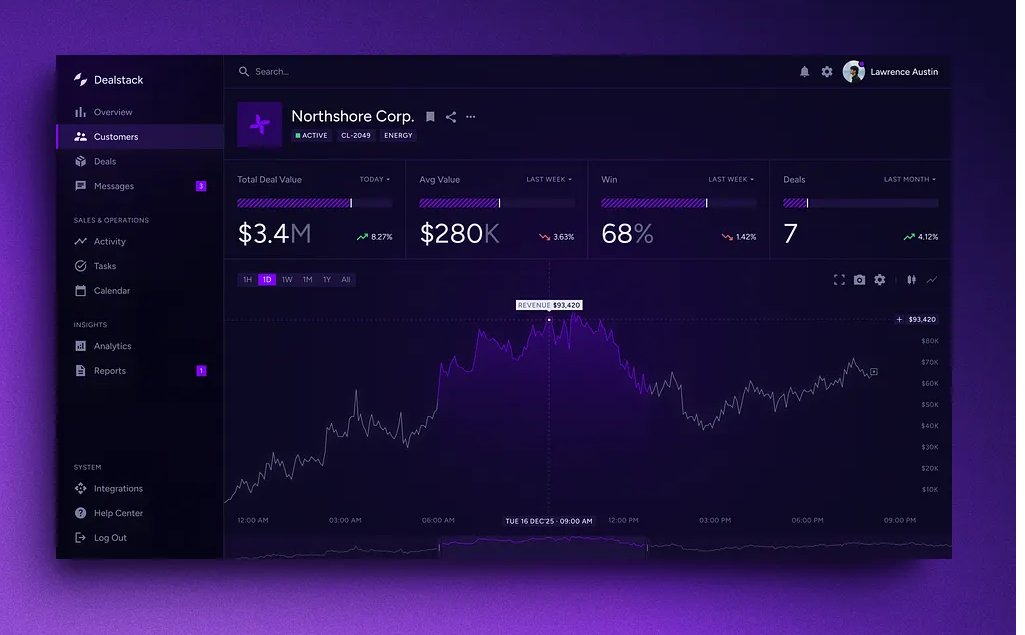 Dealstack
Search...
Lawrence Austin
Overview
Customers
Deals
Messages
3
SALES & OPERATIONS
Activity
Tasks
Calendar
INSIGHTS
Analytics
Reports
1
SYSTEM
Integrations
Help Center
Log Out
Northshore Corp.
ACTIVE CL-2049 ENERGY
Total Deal Value TODAY
$3.4M 8.27%
Avg Value LAST WEEK
$280K 3.63%
Win LAST WEEK
68% 1.42%
Deals LAST MONTH
7 4.12%
1H 1D 1W 1M 1Y All
REVENUE $93,420
+ $93,420
$80K
$70K
$60K
$50K
$40K
$30K
$20K
$10K
12:00 AM 03:00 AM 06:00 AM TUE 16 DEC'25 - 09:00 AM 12:00 PM 03:00 PM 06:00 PM 09:00 PM